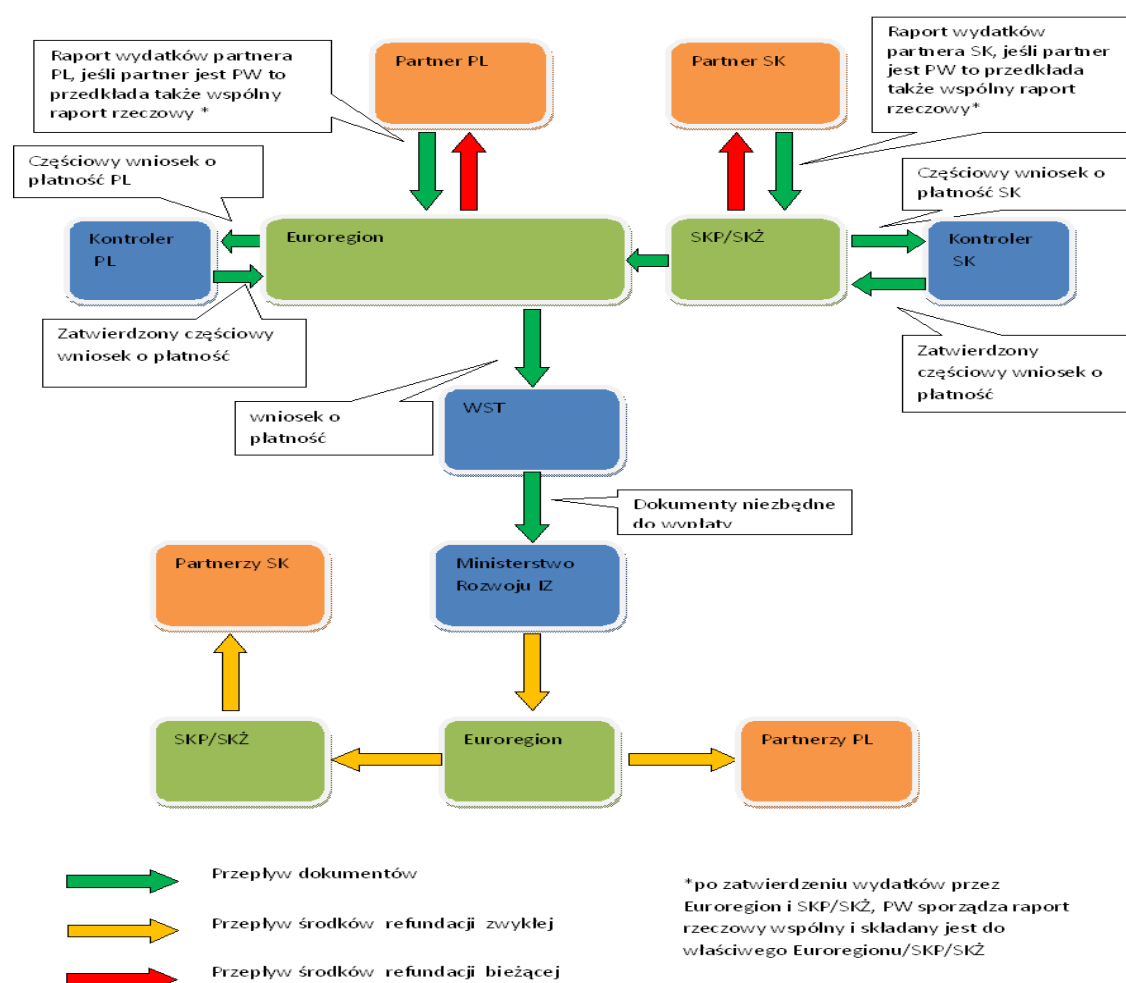 Raport wydatków partnera
PL, jeśli partner jest PW to
przedkłada także wspólny
raport rzeczowy *
Partner PL
Partner SK
Raport wydatków
partnera SK, jeśli partner
jest PW to przedkłada
także wspólny raport
rzeczowy*
Częściowy wniosek o
płatność PL
Częściowy wniosek o
płatność SK
Kontroler
PL
Euroregion
SKP/SKŻ
Kontroler
SK
Zatwierdzony częściowy
wniosek o płatność
Zatwierdzony
częściowy wniosek o
płatność
wniosek o
płatność
WST
Dokumenty niezbędne
do wypłaty
Partnerzy SK
Ministerstwo
Rozwoju IZ
SKP/SKŻ
Euroregion
Partnerzy PL
Przepływ dokumentów
Przepływ środków refundacji zwykłej
Przepływ środków refundacji bieżącej
*po zatwierdzeniu wydatków przez
Euroregion i SKP/SKŻ, PW sporządza raport
rzeczowy wspólny i składany jest do
właściwego Euroregionu/SKP/SKŻ